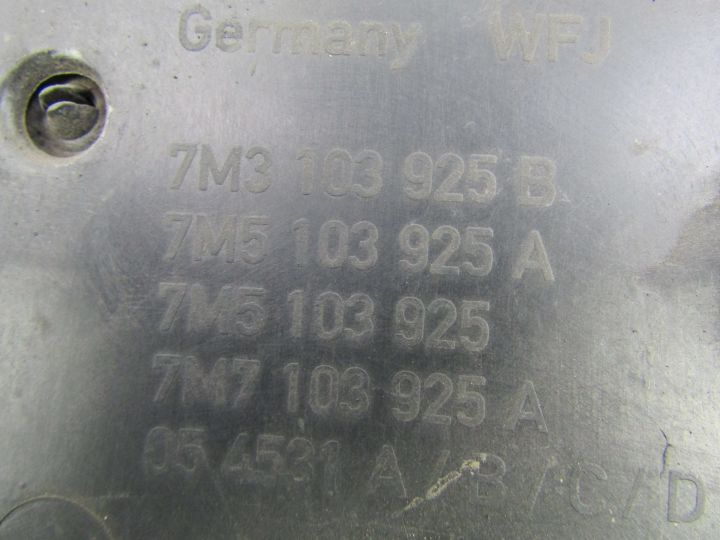 Germany WFJ
7M3 103 925 B
7M5 103 925 A
7M5 103 925
7M7 103 925 A
05 4531 A/B/C/D